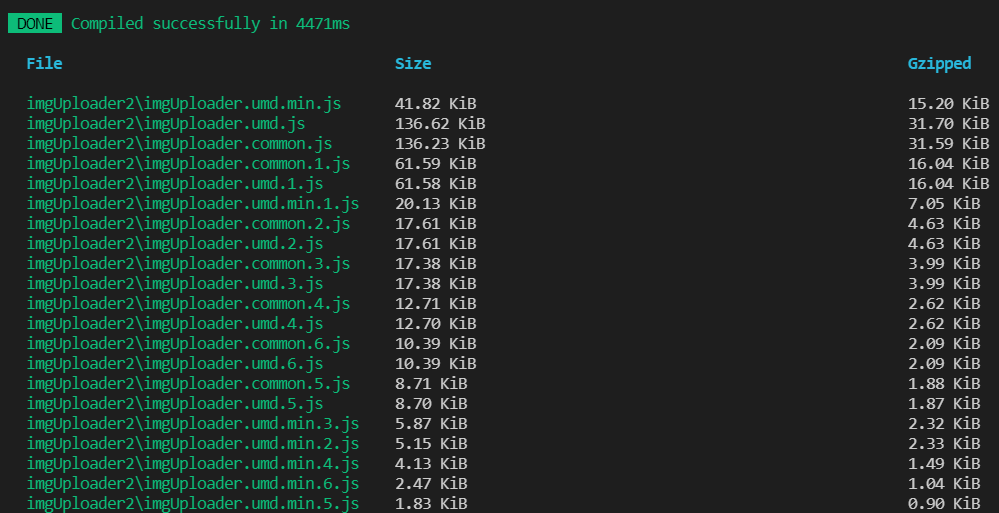 DONE Compiled successfully in 4471ms
File Size Gzipped
imgUploader2\imgUploader.umd.min.js 41.82 KiB 15.20 KiB
imgUploader2\imgUploader.umd.js 136.62 KiB 31.70 KiB
imgUploader2\imgUploader.common.js 136.23 KiB 31.59 KiB
imgUploader2\imgUploader.common.1.js 61.59 KiB 16.04 KiB
imgUploader2\imgUploader.umd.1.js 61.58 KiB 16.04 KiB
imgUploader2\imgUploader.umd.min.1.js 20.13 KiB 7.05 KiB
imgUploader2\imgUploader.common.2.js 17.61 KiB 4.63 KiB
imgUploader2\imgUploader.umd.2.js 17.61 KiB 4.63 KiB
imgUploader2\imgUploader.common.3.js 17.38 KiB 3.99 KiB
imgUploader2\imgUploader.umd.3.js 17.38 KiB 3.99 KiB
imgUploader2\imgUploader.common.4.js 12.71 KiB 2.62 KiB
imgUploader2\imgUploader.umd.4.js 12.70 KiB 2.62 KiB
imgUploader2\imgUploader.common.6.js 10.39 KiB 2.09 KiB
imgUploader2\imgUploader.umd.6.js 10.39 KiB 2.09 KiB
imgUploader2\imgUploader.common.5.js 8.71 KiB 1.88 KiB
imgUploader2\imgUploader.umd.5.js 8.70 KiB 1.87 KiB
imgUploader2\imgUploader.umd.min.3.js 5.87 KiB 2.32 KiB
imgUploader2\imgUploader.umd.min.2.js 5.15 KiB 2.33 KiB
imgUploader2\imgUploader.umd.min.4.js 4.13 KiB 1.49 KiB
imgUploader2\imgUploader.umd.min.6.js 2.47 KiB 1.04 KiB
imgUploader2\imgUploader.umd.min.5.js 1.83 KiB 0.90 KiB